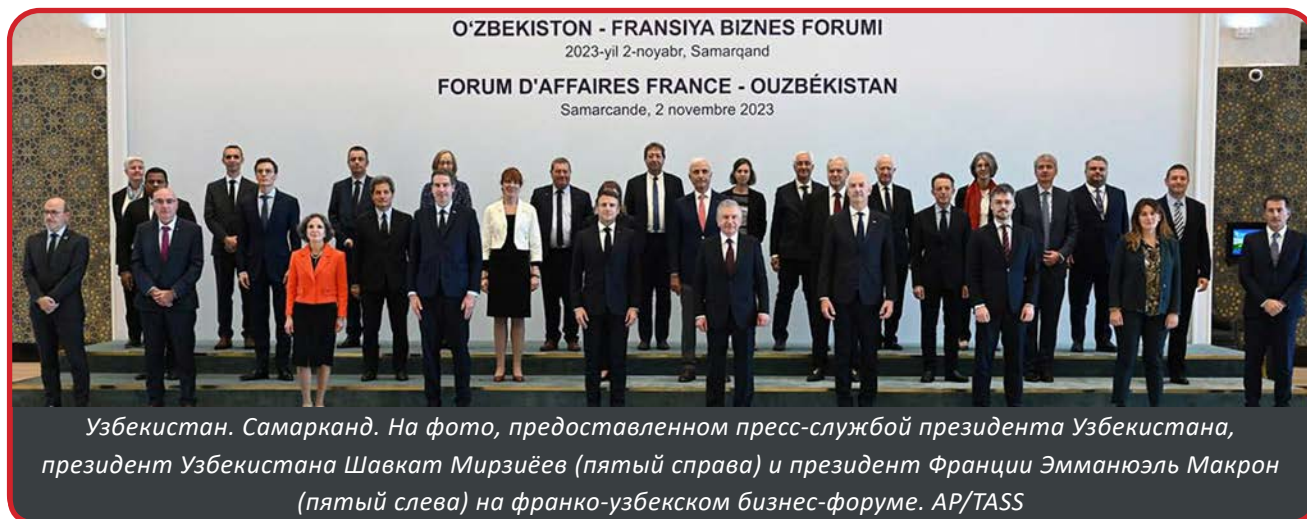 O‘ZBEKISTON - FRANSIYA BIZNES FORUMI
2023-yil 2-noyabr, Samarqand
FORUM D'AFFAIRES FRANCE - OUZBÉKISTAN
Samarcande, 2 novembre 2023
Узбекистан. Самарканд. На фото, предоставленном пресс-службой президента Узбекистана,
президент Узбекистана Шавкат Мирзиёев (пятый справа) и президент Франции Эмманюэль Макрон
(пятый слева) на франко-узбекском бизнес-форуме. AP/TASS